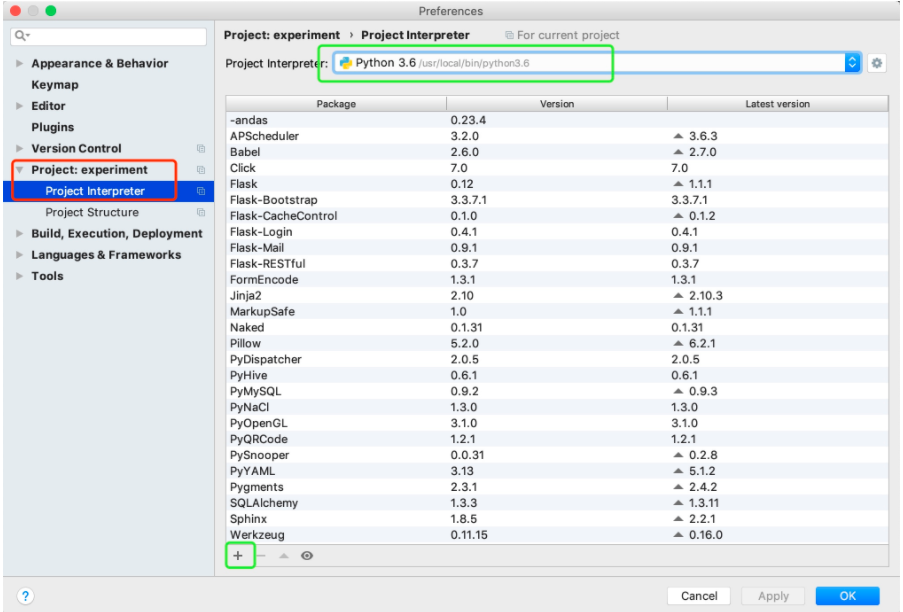 Preferences
Project: experiment › Project Interpreter For current project
Project Interpreter: Python 3.6 /usr/local/bin/python3.6
Appearance & Behavior
Keymap
Editor
Plugins
Version Control
Project: experiment
Project Interpreter
Project Structure
Build, Execution, Deployment
Languages & Frameworks
Tools
Package Version Latest version
-andas 0.23.4
APScheduler 3.2.0 3.6.3
Babel 2.6.0 2.7.0
Click 7.0 7.0
Flask 0.12 1.1.1
Flask-Bootstrap 3.3.7.1 3.3.7.1
Flask-CacheControl 0.1.0 0.1.2
Flask-Login 0.4.1 0.4.1
Flask-Mail 0.9.1 0.9.1
Flask-RESTful 0.3.7 0.3.7
FormEncode 1.3.1 1.3.1
Jinja2 2.10 2.10.3
MarkupSafe 1.0 1.1.1
Naked 0.1.31 0.1.31
Pillow 5.2.0 6.2.1
PyDispatcher 2.0.5 2.0.5
PyHive 0.6.1 0.6.1
PyMySQL 0.9.2 0.9.3
PyNaCl 1.3.0 1.3.0
PyOpenGL 3.1.0 3.1.0
PyQRCode 1.2.1 1.2.1
PySnooper 0.0.31 0.2.8
PyYAML 3.13 5.1.2
Pygments 2.3.1 2.4.2
SQLAlchemy 1.3.3 1.3.11
Sphinx 1.8.5 2.2.1
Werkzeug 0.11.15 0.16.0
Cancel Apply OK